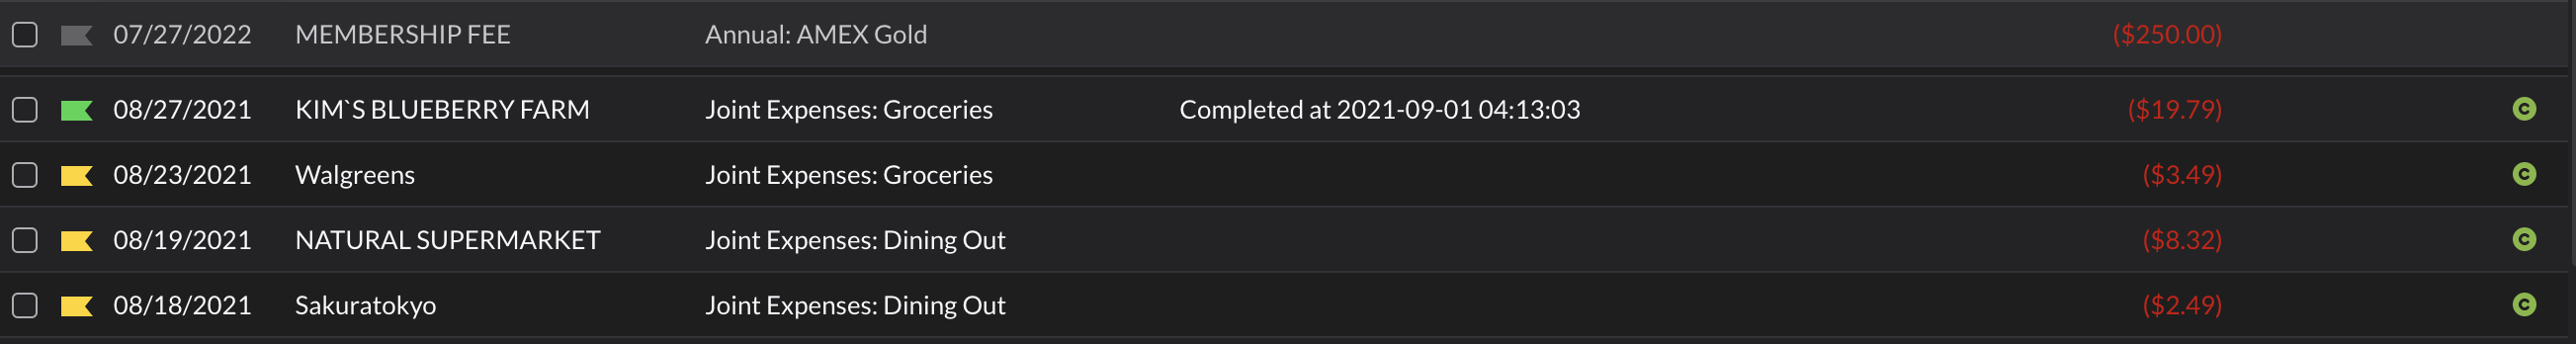 07/27/2022 MEMBERSHIP FEE Annual: AMEX Gold ($250.00)
08/27/2021 KIM`S BLUEBERRY FARM Joint Expenses: Groceries Completed at 2021-09-01 04:13:03 ($19.79) C
08/23/2021 Walgreens Joint Expenses: Groceries ($3.49) C
08/19/2021 NATURAL SUPERMARKET Joint Expenses: Dining Out ($8.32) C
08/18/2021 Sakuratokyo Joint Expenses: Dining Out ($2.49) C